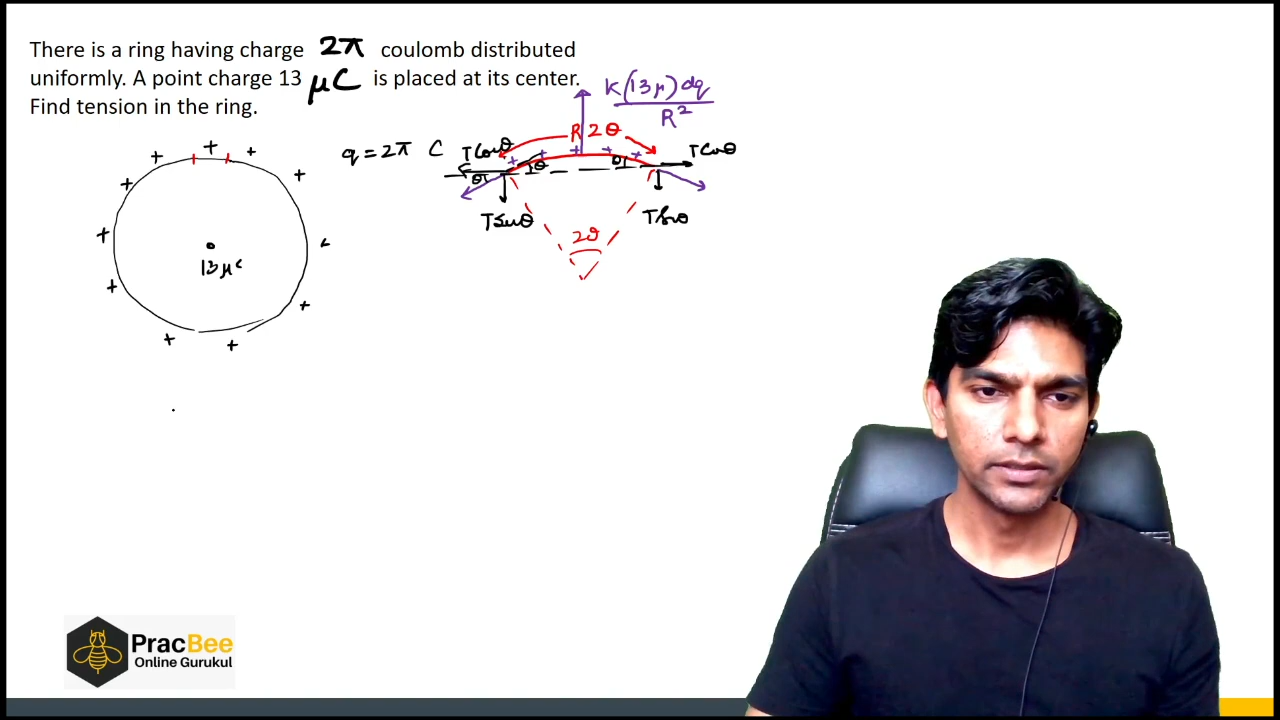 There is a ring having charge 2π coulomb distributed
uniformly. A point charge 13 μC is placed at its center.
Find tension in the ring.
K(13μ)dq
R²
R 2θ
q = 2π C
Tcosθ
Tcosθ
θ
θ
θ
Tsinθ
Tsinθ
2θ
13μC
PracBee
Online Gurukul